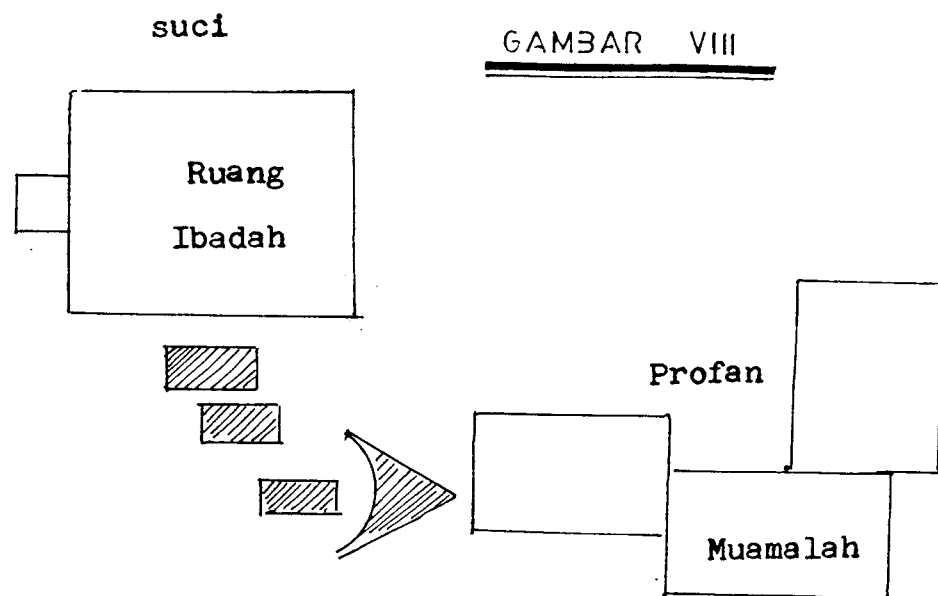 suci
GAMBAR VIII
Ruang
Ibadah
Profan
Muamalah